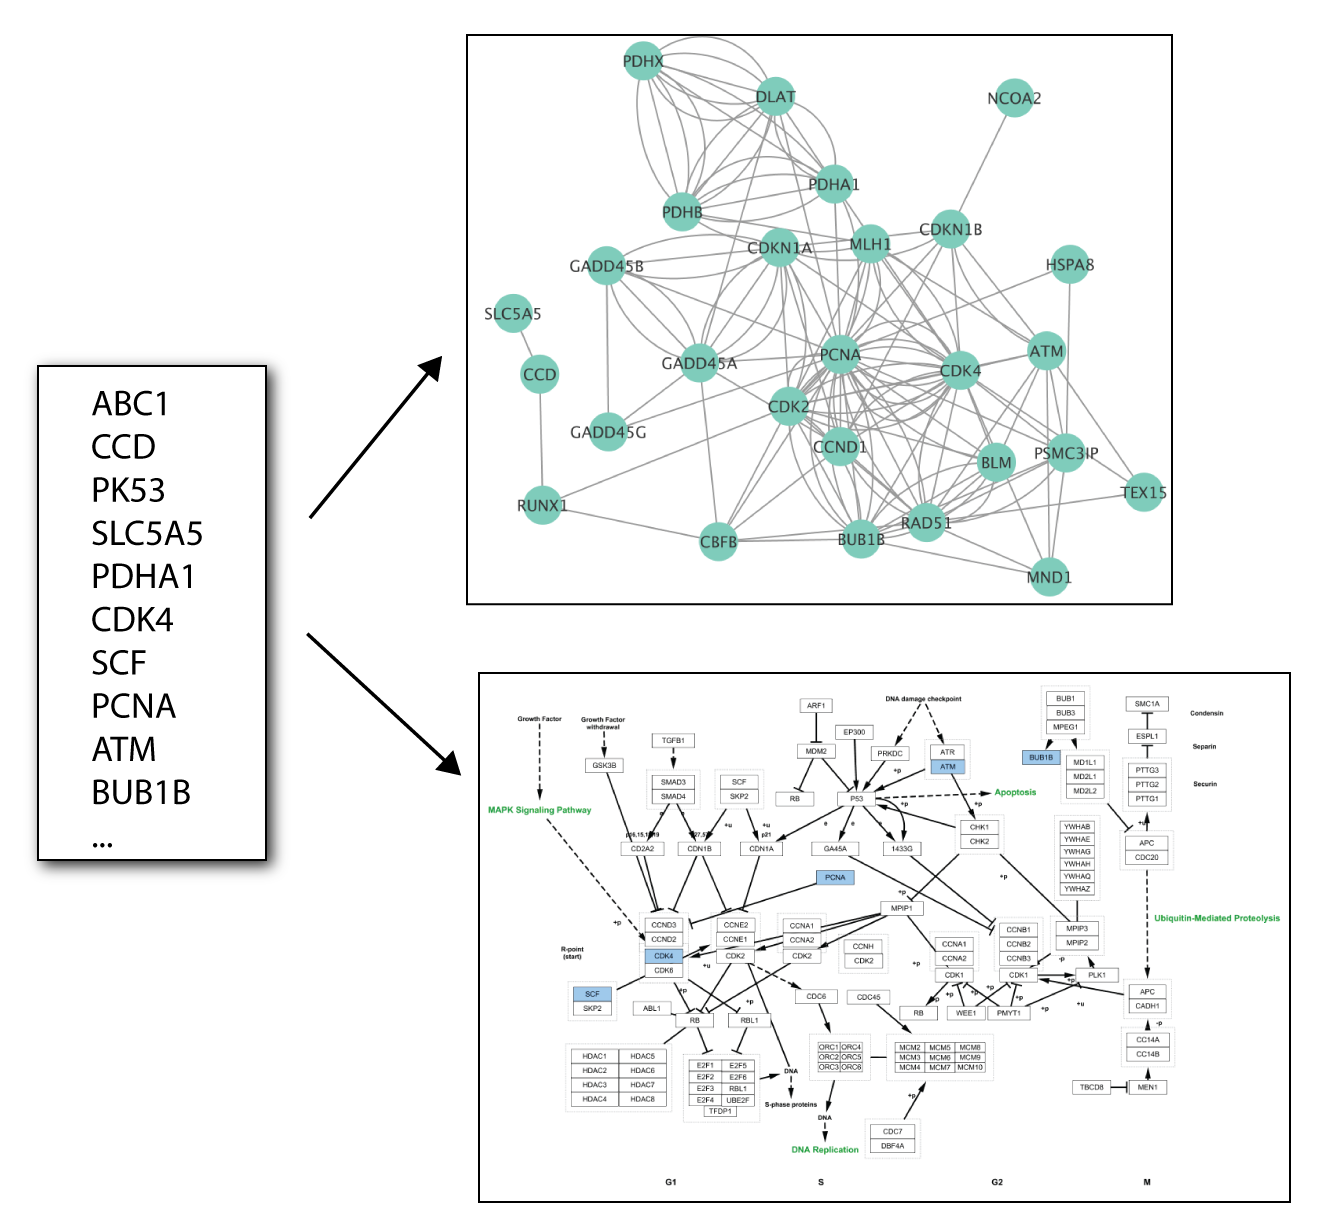 ABC1
CCD
PK53
SLC5A5
PDHA1
CDK4
SCF
PCNA
ATM
BUB1B
...
PDHX
DLAT
NCOA2
PDHA1
PDHB
CDKN1A
MLH1
CDKN1B
GADD45B
HSPA8
SLC5A5
CCD
GADD45A
PCNA
CDK4
ATM
CDK2
GADD45G
CCND1
BLM
PSMC3IP
TEX15
RUNX1
CBFB
BUB1B
RAD51
MND1
Growth Factor
Growth Factor
withdrawal
GSK3B
MAPK Signaling Pathway
TGFB1
SMAD3
SMAD4
SCF
SKP2
ARF1
MDM2
RB
EP300
P53
DNA damage checkpoint
PRKDC
ATR
ATM
+p
+p
+p
Apoptosis
BUB1
BUB3
MPEG1
BUB1B
MD1L1
MD2L1
MD2L2
SMC1A
Condensin
ESPL1
Separin
PTTG3
PTTG2
PTTG1
Securin
+u
+u
p21
e
e
e
CD2A2
CDN1B
CDN1A
GA45A
1433G
CHK1
CHK2
YWHAB
YWHAE
YWHAG
YWHAH
YWHAQ
YWHAZ
APC
CDC20
PCNA
+p
+p
MPIP1
Ubiquitin-Mediated Proteolysis
+p
CCND3
CCND2
CDK4
CDK6
R-point
(start)
CCNE2
CCNE1
CDK2
+u
CCNA1
CCNA2
CDK2
CCNH
CDK2
CCNA1
CCNA2
CDK1
+p
CCNB1
CCNB2
CCNB3
CDK1
MPIP3
MPIP2
-p
PLK1
+p
+u
SCF
SKP2
ABL1
+p
+p
RB
RBL1
CDC6
CDC45
RB
+p
WEE1
+p
PMYT1
+p
+p
APC
CADH1
-p
CC14A
CC14B
TBCD8
MEN1
HDAC1
HDAC5
HDAC2
HDAC6
HDAC3
HDAC7
HDAC4
HDAC8
E2F1
E2F5
E2F2
E2F6
E2F3
RBL1
E2F4
UBE2F
TFDP1
DNA
S-phase proteins
ORC1
ORC4
ORC2
ORC5
ORC3
ORC6
MCM2
MCM5
MCM8
MCM3
MCM6
MCM9
MCM4
MCM7
MCM10
+p
DNA
DNA Replication
CDC7
DBF4A
G1
S
G2
M